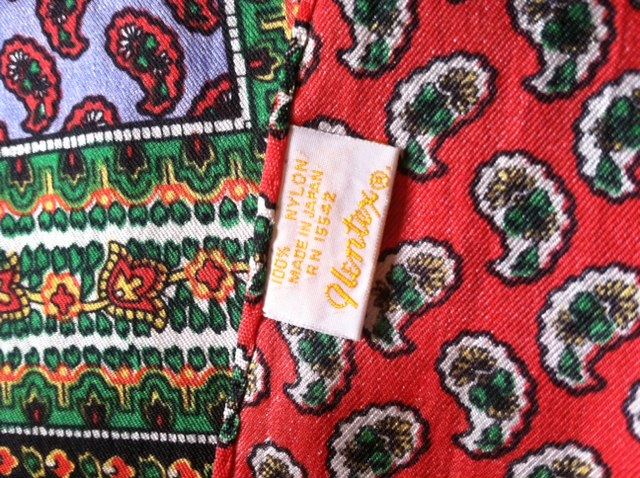 100% NYLON
MADE IN JAPAN
RN 15542
Glentex®